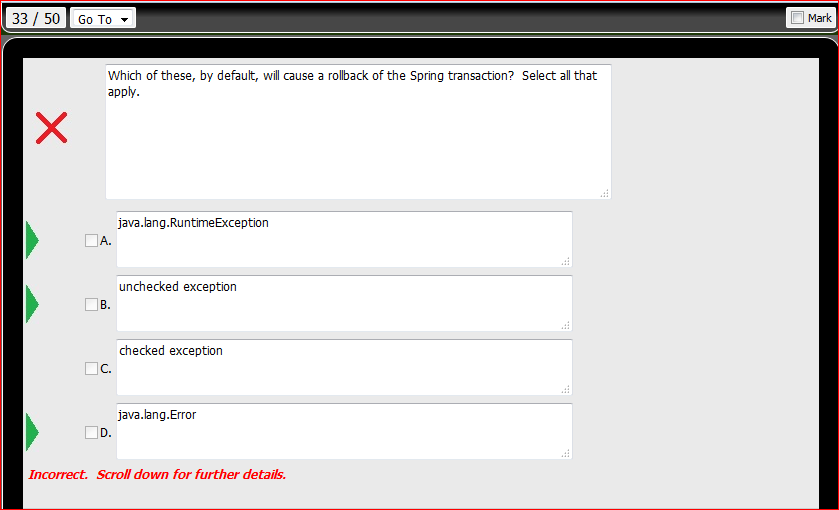 33 / 50 Go To Mark
Which of these, by default, will cause a rollback of the Spring transaction?  Select all that
apply.
A. java.lang.RuntimeException
B. unchecked exception
C. checked exception
D. java.lang.Error
Incorrect.  Scroll down for further details.